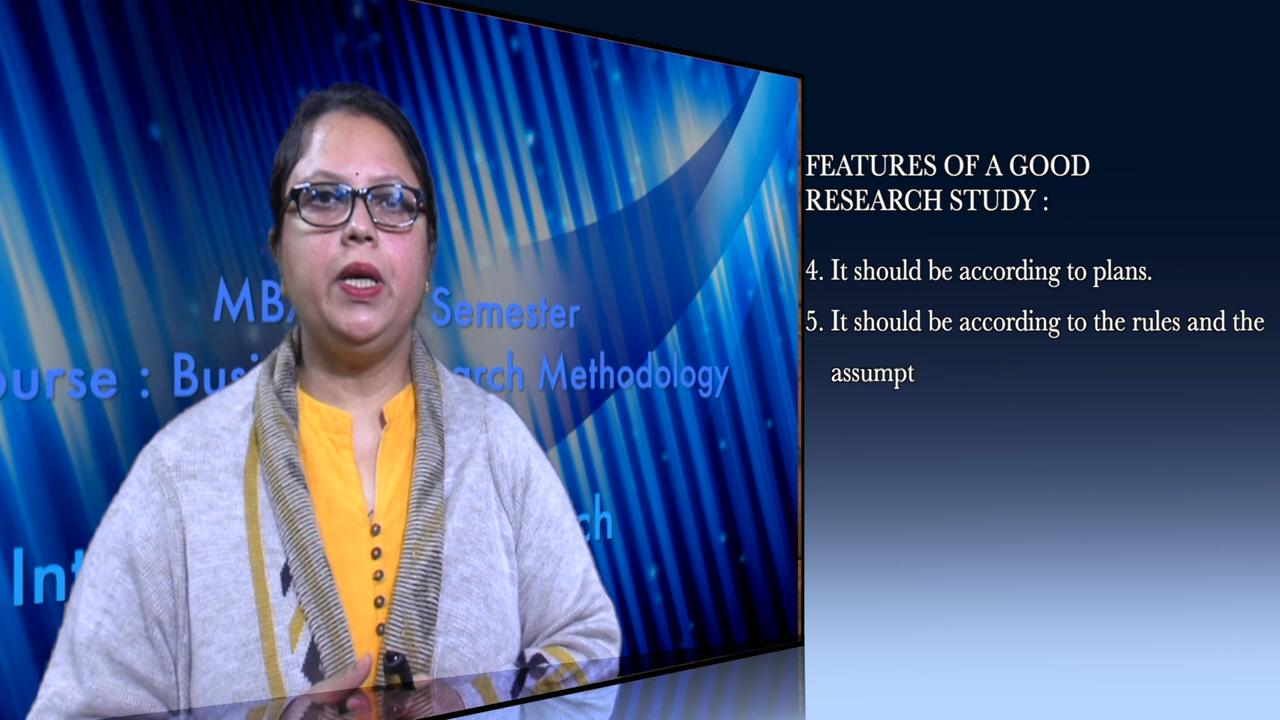 MBA Semester
ourse : Busi arch Methodology
Int ch
FEATURES OF A GOOD
RESEARCH STUDY :
4. It should be according to plans.
5. It should be according to the rules and the
assumpt